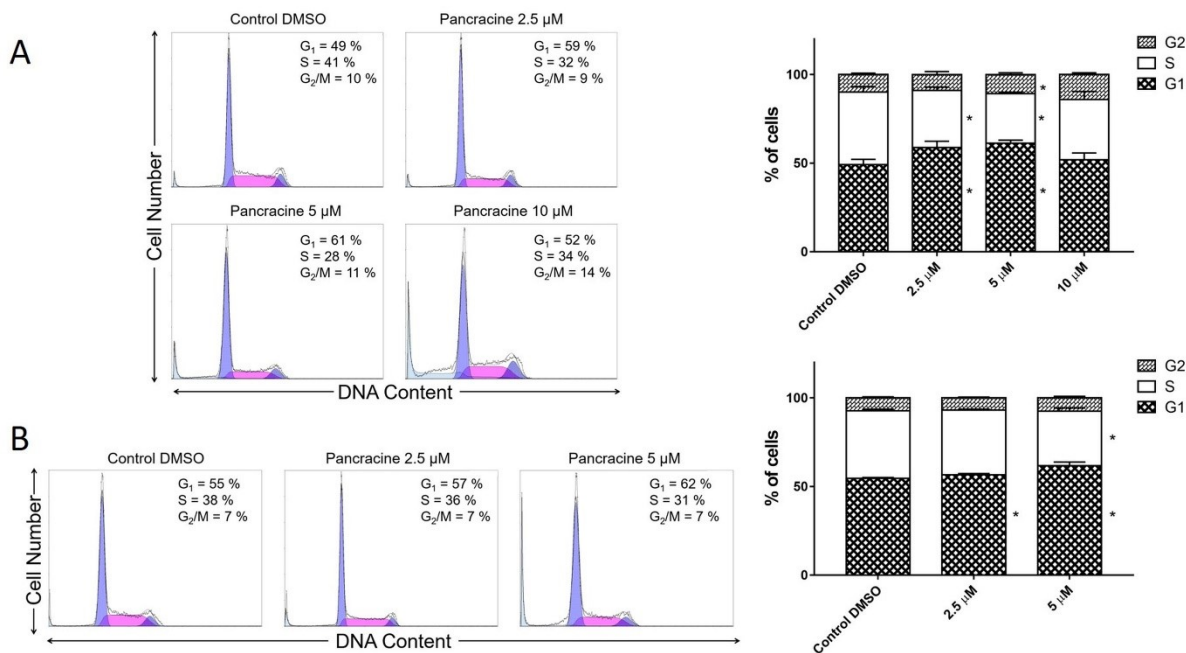 A
Control DMSO
G₁ = 49 %
S = 41 %
G₂/M = 10 %
Pancracine 2.5 µM
G₁ = 59 %
S = 32 %
G₂/M = 9 %
Pancracine 5 µM
G₁ = 61 %
S = 28 %
G₂/M = 11 %
Pancracine 10 µM
G₁ = 52 %
S = 34 %
G₂/M = 14 %
Cell Number
DNA Content
% of cells
100
50
0
* *
* *
*
Control DMSO
2.5 µM
5 µM
10 µM
G2
S
G1
B
Control DMSO
G₁ = 55 %
S = 38 %
G₂/M = 7 %
Pancracine 2.5 µM
G₁ = 57 %
S = 36 %
G₂/M = 7 %
Pancracine 5 µM
G₁ = 62 %
S = 31 %
G₂/M = 7 %
Cell Number
DNA Content
% of cells
100
50
0
*
* *
Control DMSO
2.5 µM
5 µM
G2
S
G1